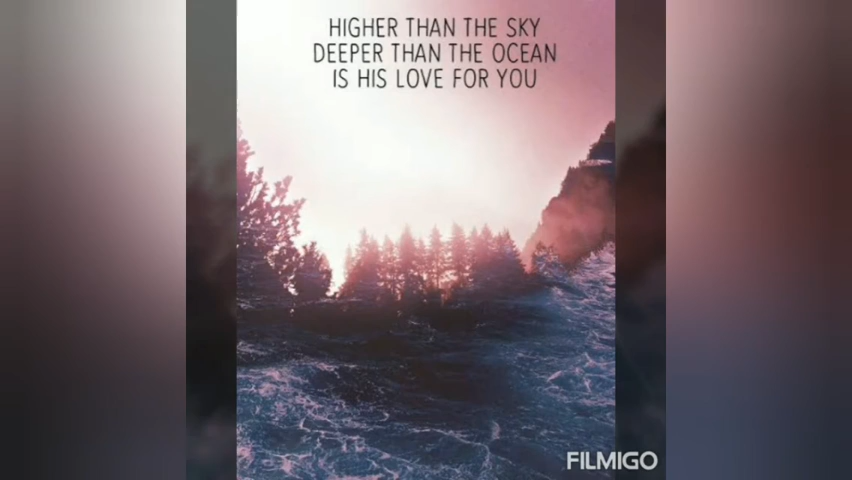 HIGHER THAN THE SKY
DEEPER THAN THE OCEAN
IS HIS LOVE FOR YOU
FILMIGO